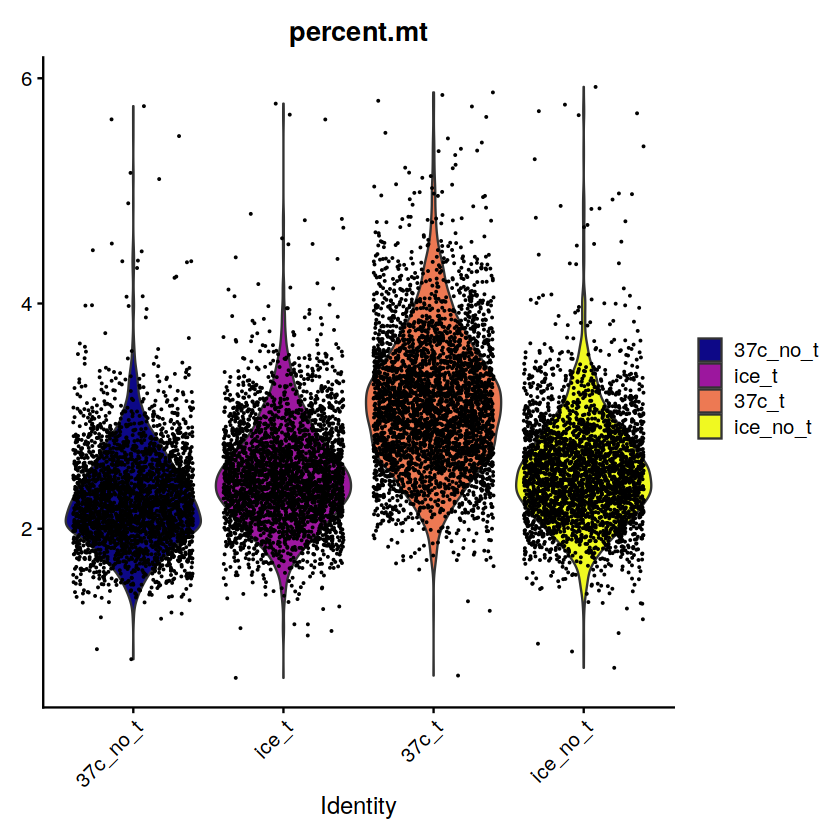 percent.mt
6
4
2
37c_no_t
ice_t
37c_t
ice_no_t
Identity
37c_no_t
ice_t
37c_t
ice_no_t